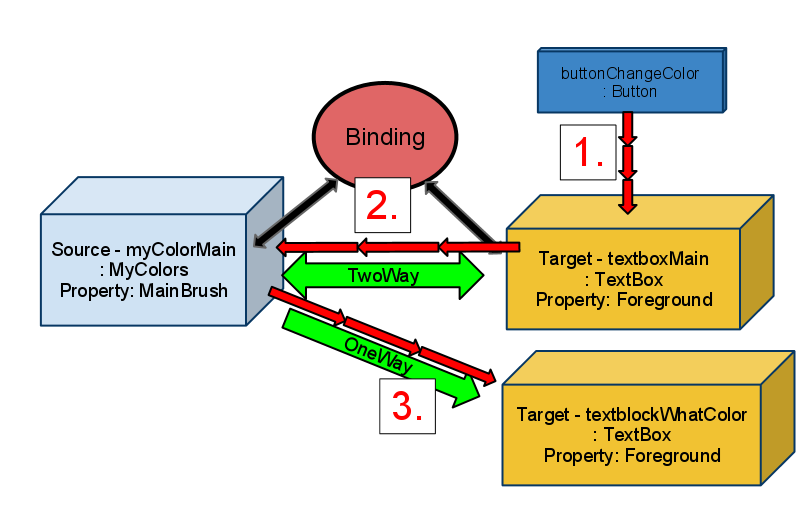 buttonChangeColor
: Button
1.
Binding
2.
Source - myColorMain
: MyColors
Property: MainBrush
TwoWay
Target - textboxMain
: TextBox
Property: Foreground
OneWay
3.
Target - textblockWhatColor
: TextBox
Property: Foreground